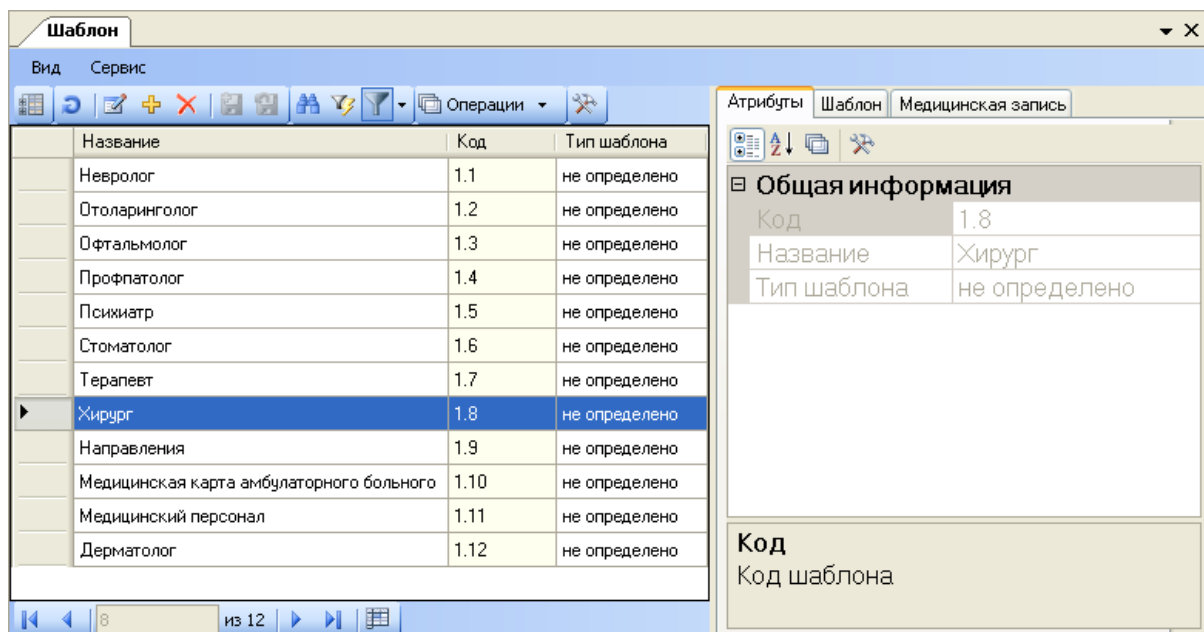 Шаблон
Вид Сервис
Операции
Название Код Тип шаблона
Невролог 1.1 не определено
Отоларинголог 1.2 не определено
Офтальмолог 1.3 не определено
Профпатолог 1.4 не определено
Психиатр 1.5 не определено
Стоматолог 1.6 не определено
Терапевт 1.7 не определено
Хирург 1.8 не определено
Направления 1.9 не определено
Медицинская карта амбулаторного больного 1.10 не определено
Медицинский персонал 1.11 не определено
Дерматолог 1.12 не определено
8 из 12
Атрибуты Шаблон Медицинская запись
Общая информация
Код 1.8
Название Хирург
Тип шаблона не определено
Код
Код шаблона